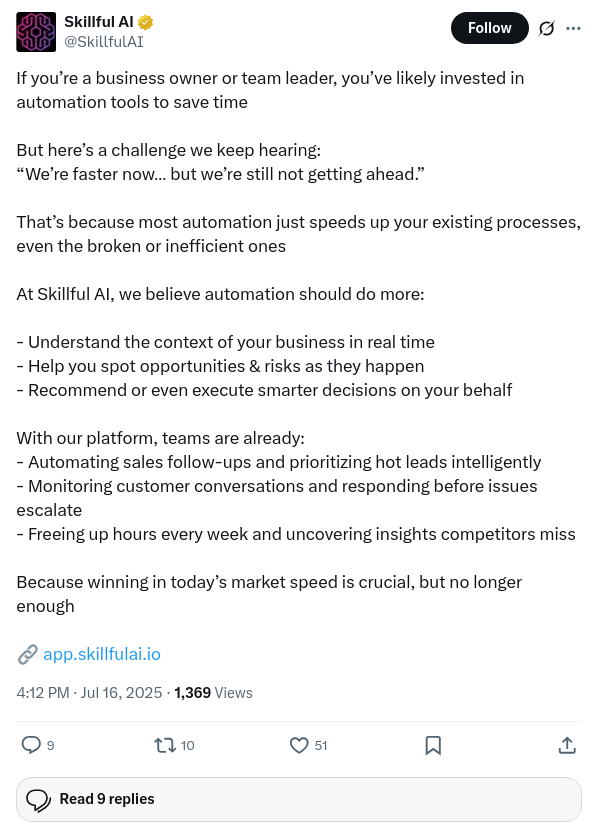 Skillful AI
@SkillfulAI
Follow
If you’re a business owner or team leader, you’ve likely invested in
automation tools to save time
But here’s a challenge we keep hearing:
“We’re faster now... but we’re still not getting ahead.”
That’s because most automation just speeds up your existing processes,
even the broken or inefficient ones
At Skillful AI, we believe automation should do more:
- Understand the context of your business in real time
- Help you spot opportunities & risks as they happen
- Recommend or even execute smarter decisions on your behalf
With our platform, teams are already:
- Automating sales follow-ups and prioritizing hot leads intelligently
- Monitoring customer conversations and responding before issues
escalate
- Freeing up hours every week and uncovering insights competitors miss
Because winning in today’s market speed is crucial, but no longer
enough
🔗 app.skillfulai.io
4:12 PM · Jul 16, 2025 · 1,369 Views
9 10 51
Read 9 replies